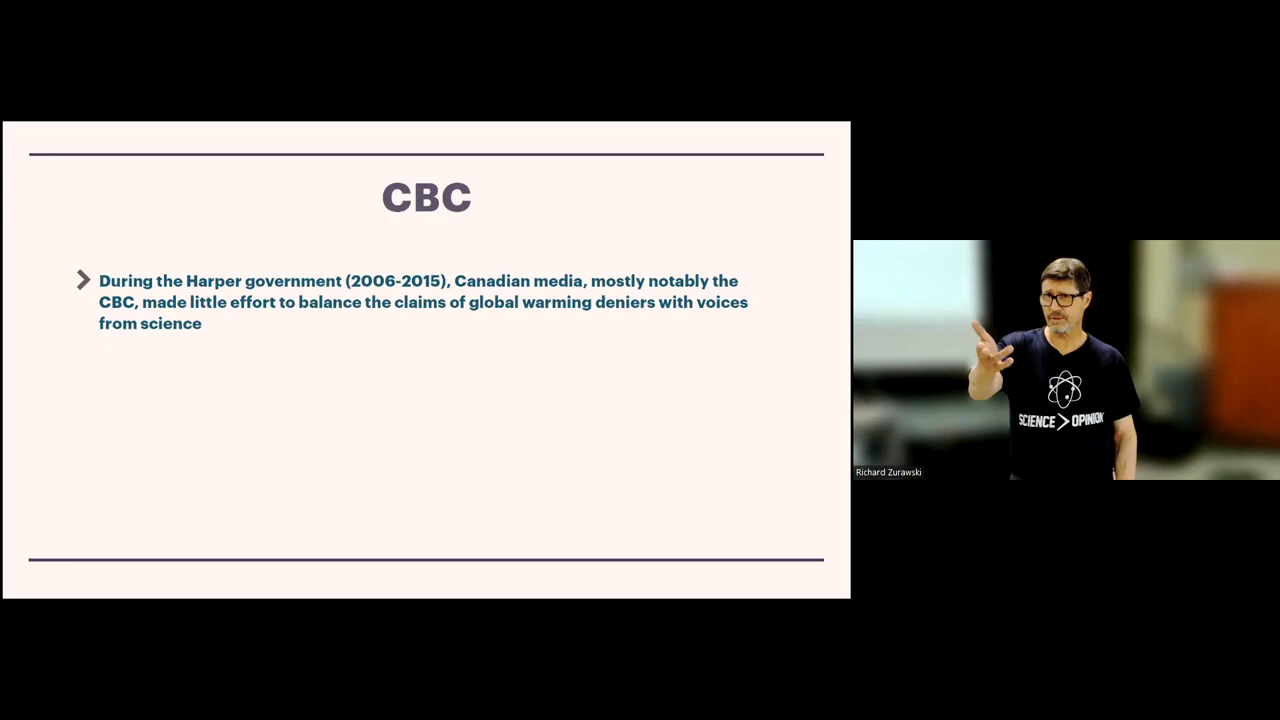 CBC
During the Harper government (2006-2015), Canadian media, mostly notably the
CBC, made little effort to balance the claims of global warming deniers with voices
from science
SCIENCE > OPINION
Richard Zurawski